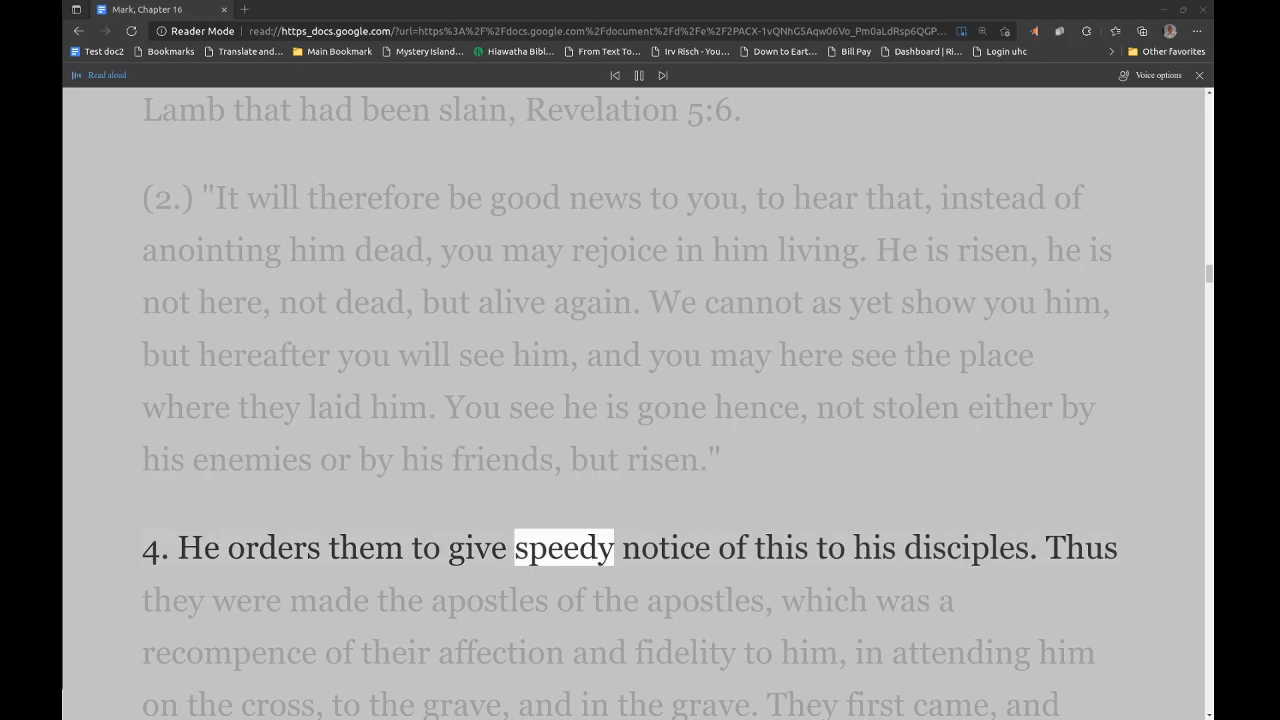 Mark, Chapter 16
Reader Mode
read://https_docs.google.com/?url=https%3A%2F%2Fdocs.google.com%2Fdocument%2Fd%2Fe%2F2PACX-1vQNhG5Aqw06Vo_Pm0aLdRsp6QGP...
Test doc2 Bookmarks Translate and... Main Bookmark Mystery Island... Hiawatha Bibl... From Text To... Irv Risch - You... Down to Eart... Bill Pay Dashboard | Ri... Login uhc Other favorites
Read aloud Voice options
Lamb that had been slain, Revelation 5:6.
(2.) "It will therefore be good news to you, to hear that, instead of
anointing him dead, you may rejoice in him living. He is risen, he is
not here, not dead, but alive again. We cannot as yet show you him,
but hereafter you will see him, and you may here see the place
where they laid him. You see he is gone hence, not stolen either by
his enemies or by his friends, but risen."
4. He orders them to give speedy notice of this to his disciples. Thus
they were made the apostles of the apostles, which was a
recompence of their affection and fidelity to him, in attending him
on the cross, to the grave, and in the grave. They first came, and